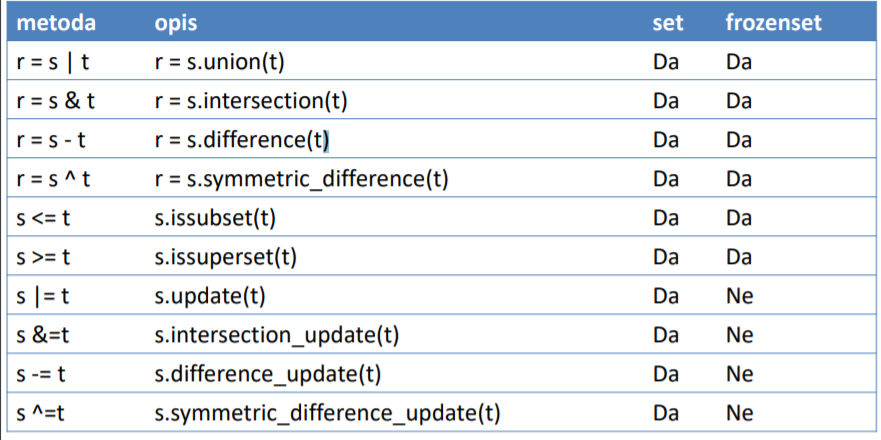 metoda opis set frozenset
r = s | t r = s.union(t) Da Da
r = s & t r = s.intersection(t) Da Da
r = s - t r = s.difference(t) Da Da
r = s ^ t r = s.symmetric_difference(t) Da Da
s <= t s.issubset(t) Da Da
s >= t s.issuperset(t) Da Da
s |= t s.update(t) Da Ne
s &=t s.intersection_update(t) Da Ne
s -= t s.difference_update(t) Da Ne
s ^=t s.symmetric_difference_update(t) Da Ne